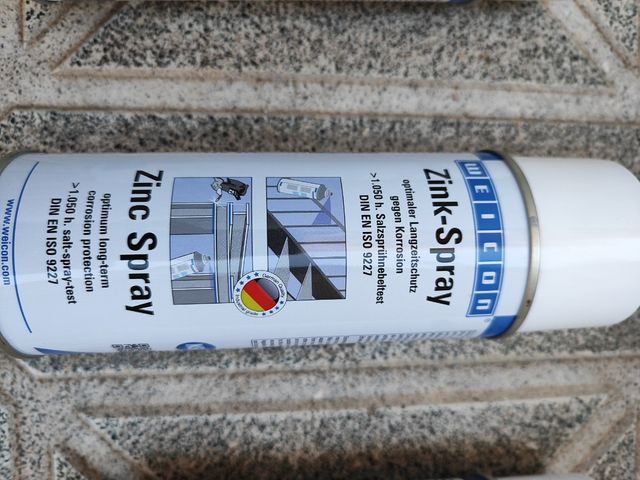 WEICON
Zink-Spray
optimaler Langzeitschutz
gegen Korrosion
>1.050 h. Salzsprühnebeltest
DIN EN ISO 9227
Zinc Spray
optimum long-term
corrosion protection
>1.050 h. salt-spray-test
DIN EN ISO 9227
www.weicon.com